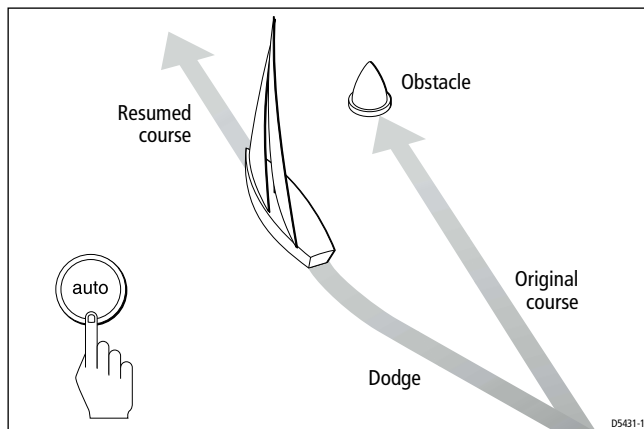 Obstacle
Resumed
course
auto
Original
course
Dodge
D5431-1